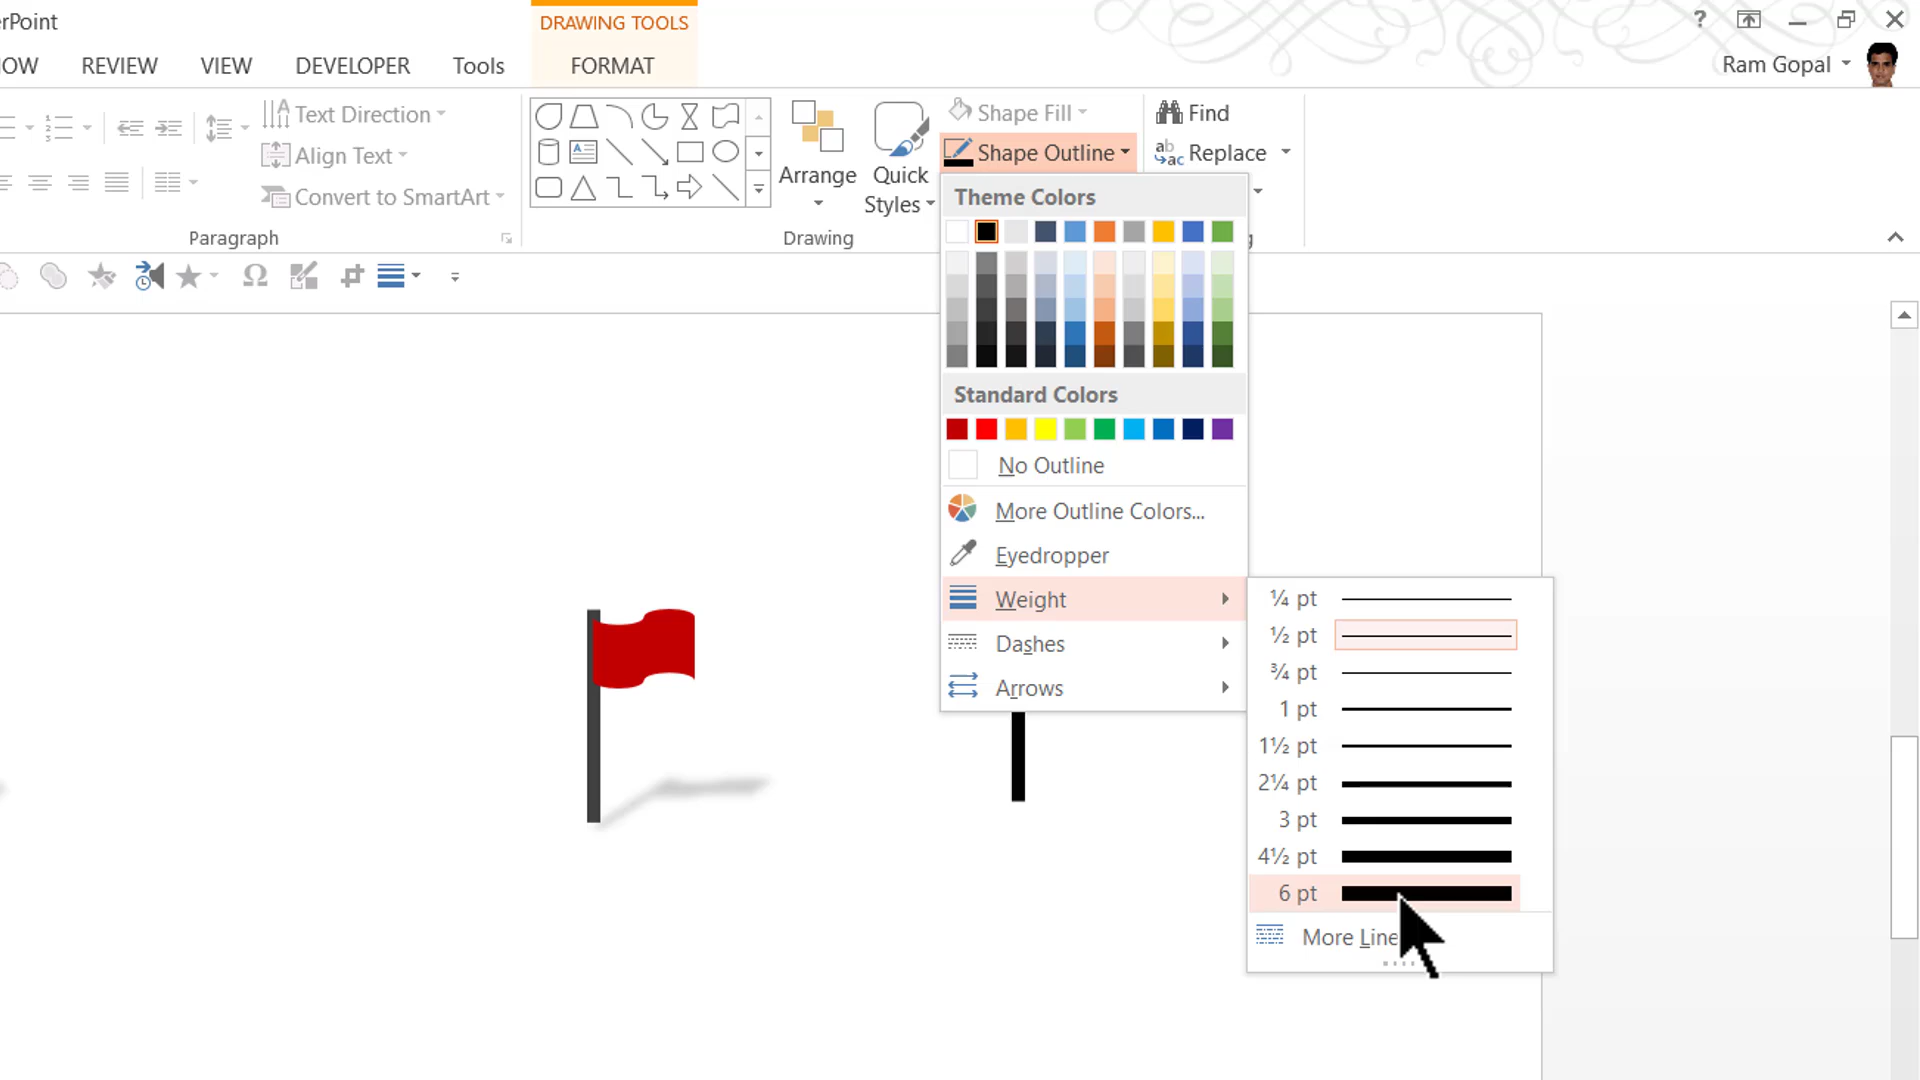 erPoint
DRAWING TOOLS
?
OW
REVIEW
VIEW
DEVELOPER
Tools
FORMAT
Ram Gopal
Text Direction
Align Text
Convert to SmartArt
Paragraph
Arrange
Quick
Styles
Drawing
Shape Fill
Shape Outline
Find
Replace
Theme Colors
Standard Colors
No Outline
More Outline Colors...
Eyedropper
Weight
Dashes
Arrows
¼ pt
½ pt
¾ pt
1 pt
1½ pt
2¼ pt
3 pt
4½ pt
6 pt
More Line